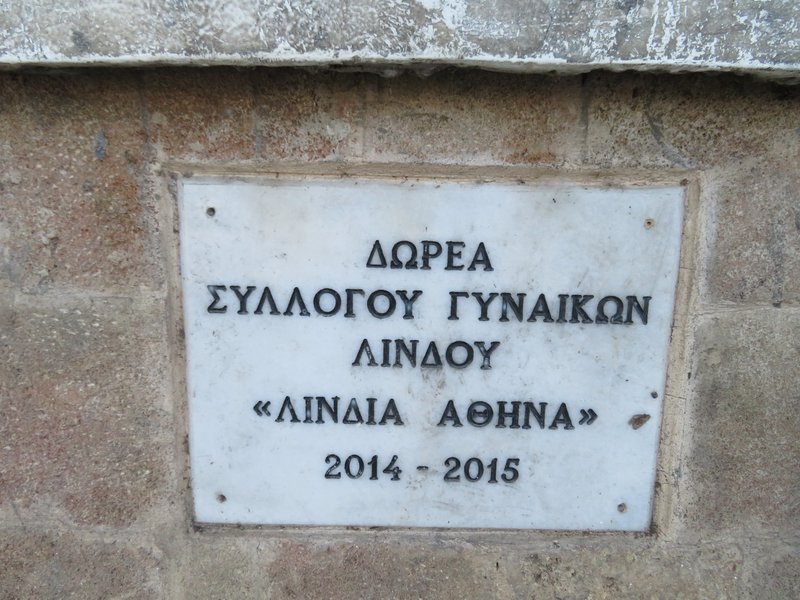 ΔΩΡΕΑ
ΣΥΛΛΟΓΟΥ ΓΥΝΑΙΚΩΝ
ΛΙΝΔΟΥ
«ΛΙΝΔΙΑ ΑΘΗΝΑ»
2014 - 2015